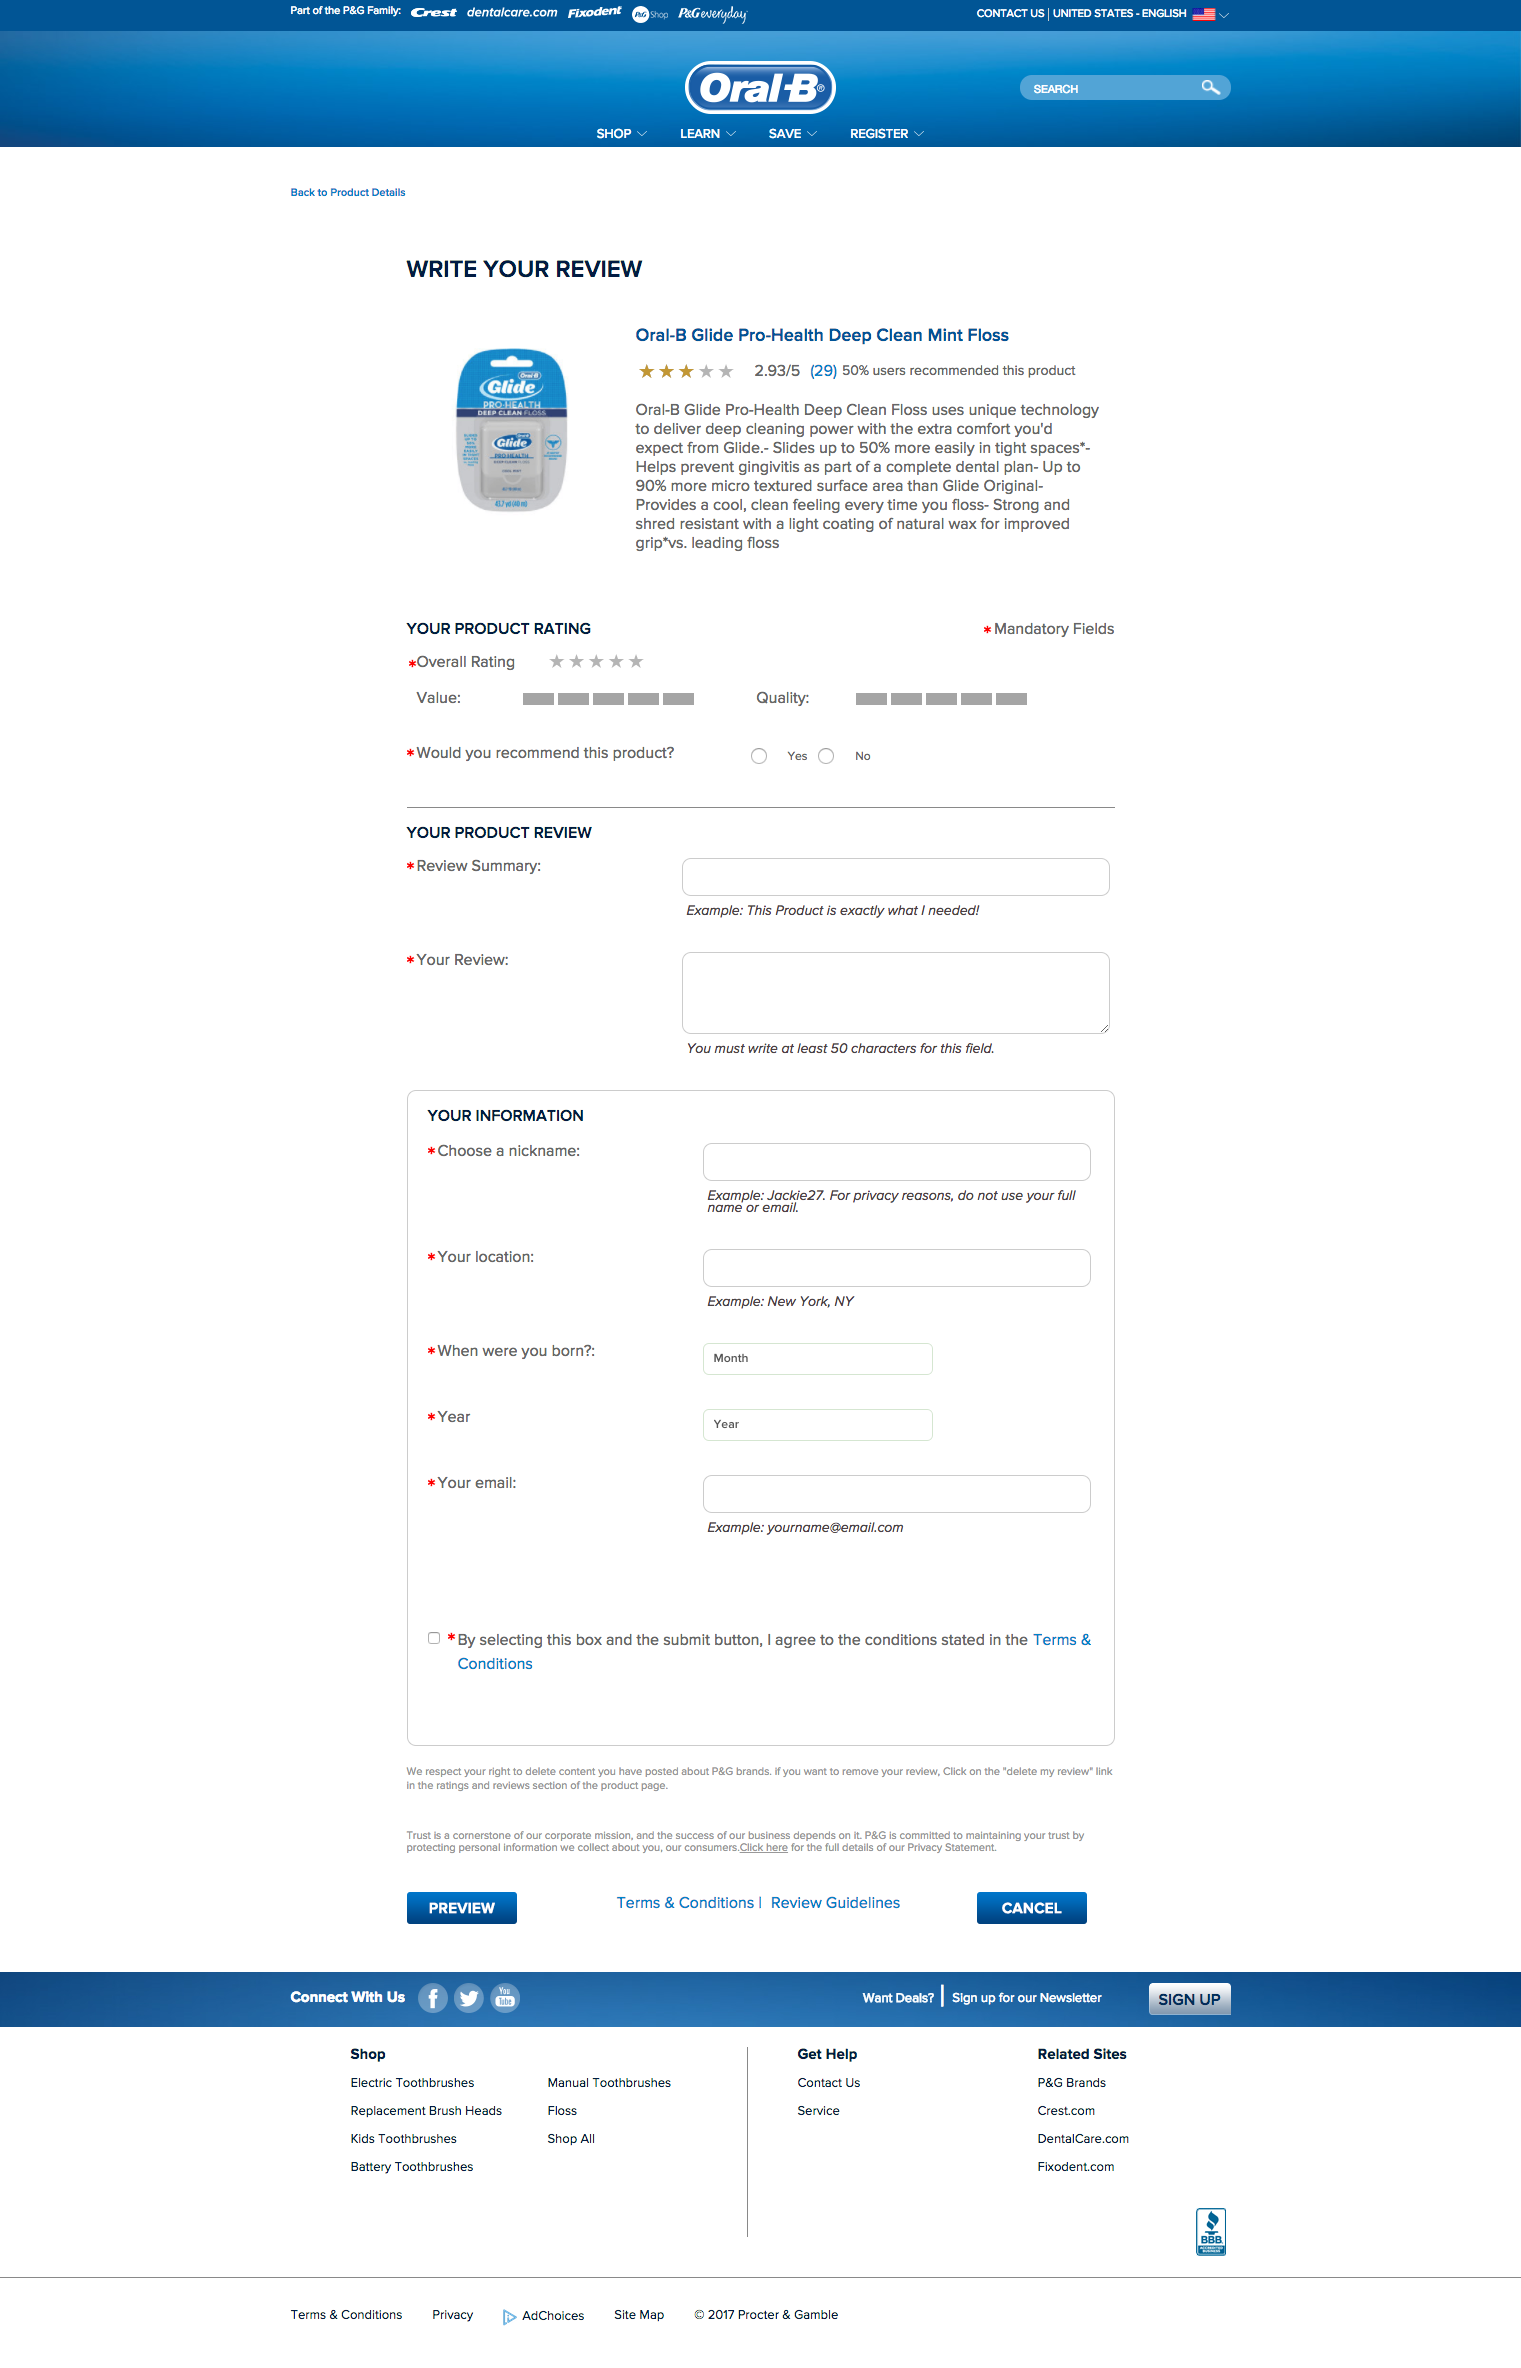 Part of the P&G Family: Crest dentalcare.com Fixodent P&G Shop P&G everyday
CONTACT US | UNITED STATES - ENGLISH
Oral-B®
SEARCH
SHOP LEARN SAVE REGISTER
Back to Product Details
WRITE YOUR REVIEW
Oral-B
Glide
PRO-HEALTH
DEEP CLEAN FLOSS
Oral-B
Glide
PRO-HEALTH
DEEP CLEAN FLOSS
43.7 yd (40 m)
Oral-B Glide Pro-Health Deep Clean Mint Floss
2.93/5 (29) 50% users recommended this product
Oral-B Glide Pro-Health Deep Clean Floss uses unique technology
to deliver deep cleaning power with the extra comfort you'd
expect from Glide.- Slides up to 50% more easily in tight spaces*-
Helps prevent gingivitis as part of a complete dental plan- Up to
90% more micro textured surface area than Glide Original-
Provides a cool, clean feeling every time you floss- Strong and
shred resistant with a light coating of natural wax for improved
grip*vs. leading floss
YOUR PRODUCT RATING
* Mandatory Fields
*Overall Rating
Value:
Quality:
*Would you recommend this product? Yes No
YOUR PRODUCT REVIEW
*Review Summary:
Example: This Product is exactly what I needed!
*Your Review:
You must write at least 50 characters for this field.
YOUR INFORMATION
*Choose a nickname:
Example: Jackie27. For privacy reasons, do not use your full
name or email.
*Your location:
Example: New York, NY
*When were you born?: Month
*Year Year
*Your email:
Example: yourname@email.com
*By selecting this box and the submit button, I agree to the conditions stated in the Terms &
Conditions
We respect your right to delete content you have posted about P&G brands. if you want to remove your review, Click on the "delete my review" link
in the ratings and reviews section of the product page.
Trust is a cornerstone of our corporate mission, and the success of our business depends on it. P&G is committed to maintaining your trust by
protecting personal information we collect about you, our consumers.Click here for the full details of our Privacy Statement.
PREVIEW
Terms & Conditions | Review Guidelines
CANCEL
Connect With Us
You Tube
Want Deals? | Sign up for our Newsletter
SIGN UP
Shop
Electric Toothbrushes
Replacement Brush Heads
Kids Toothbrushes
Battery Toothbrushes
Manual Toothbrushes
Floss
Shop All
Get Help
Contact Us
Service
Related Sites
P&G Brands
Crest.com
DentalCare.com
Fixodent.com
BBB
ACCREDITED
BUSINESS
Terms & Conditions Privacy AdChoices Site Map © 2017 Procter & Gamble